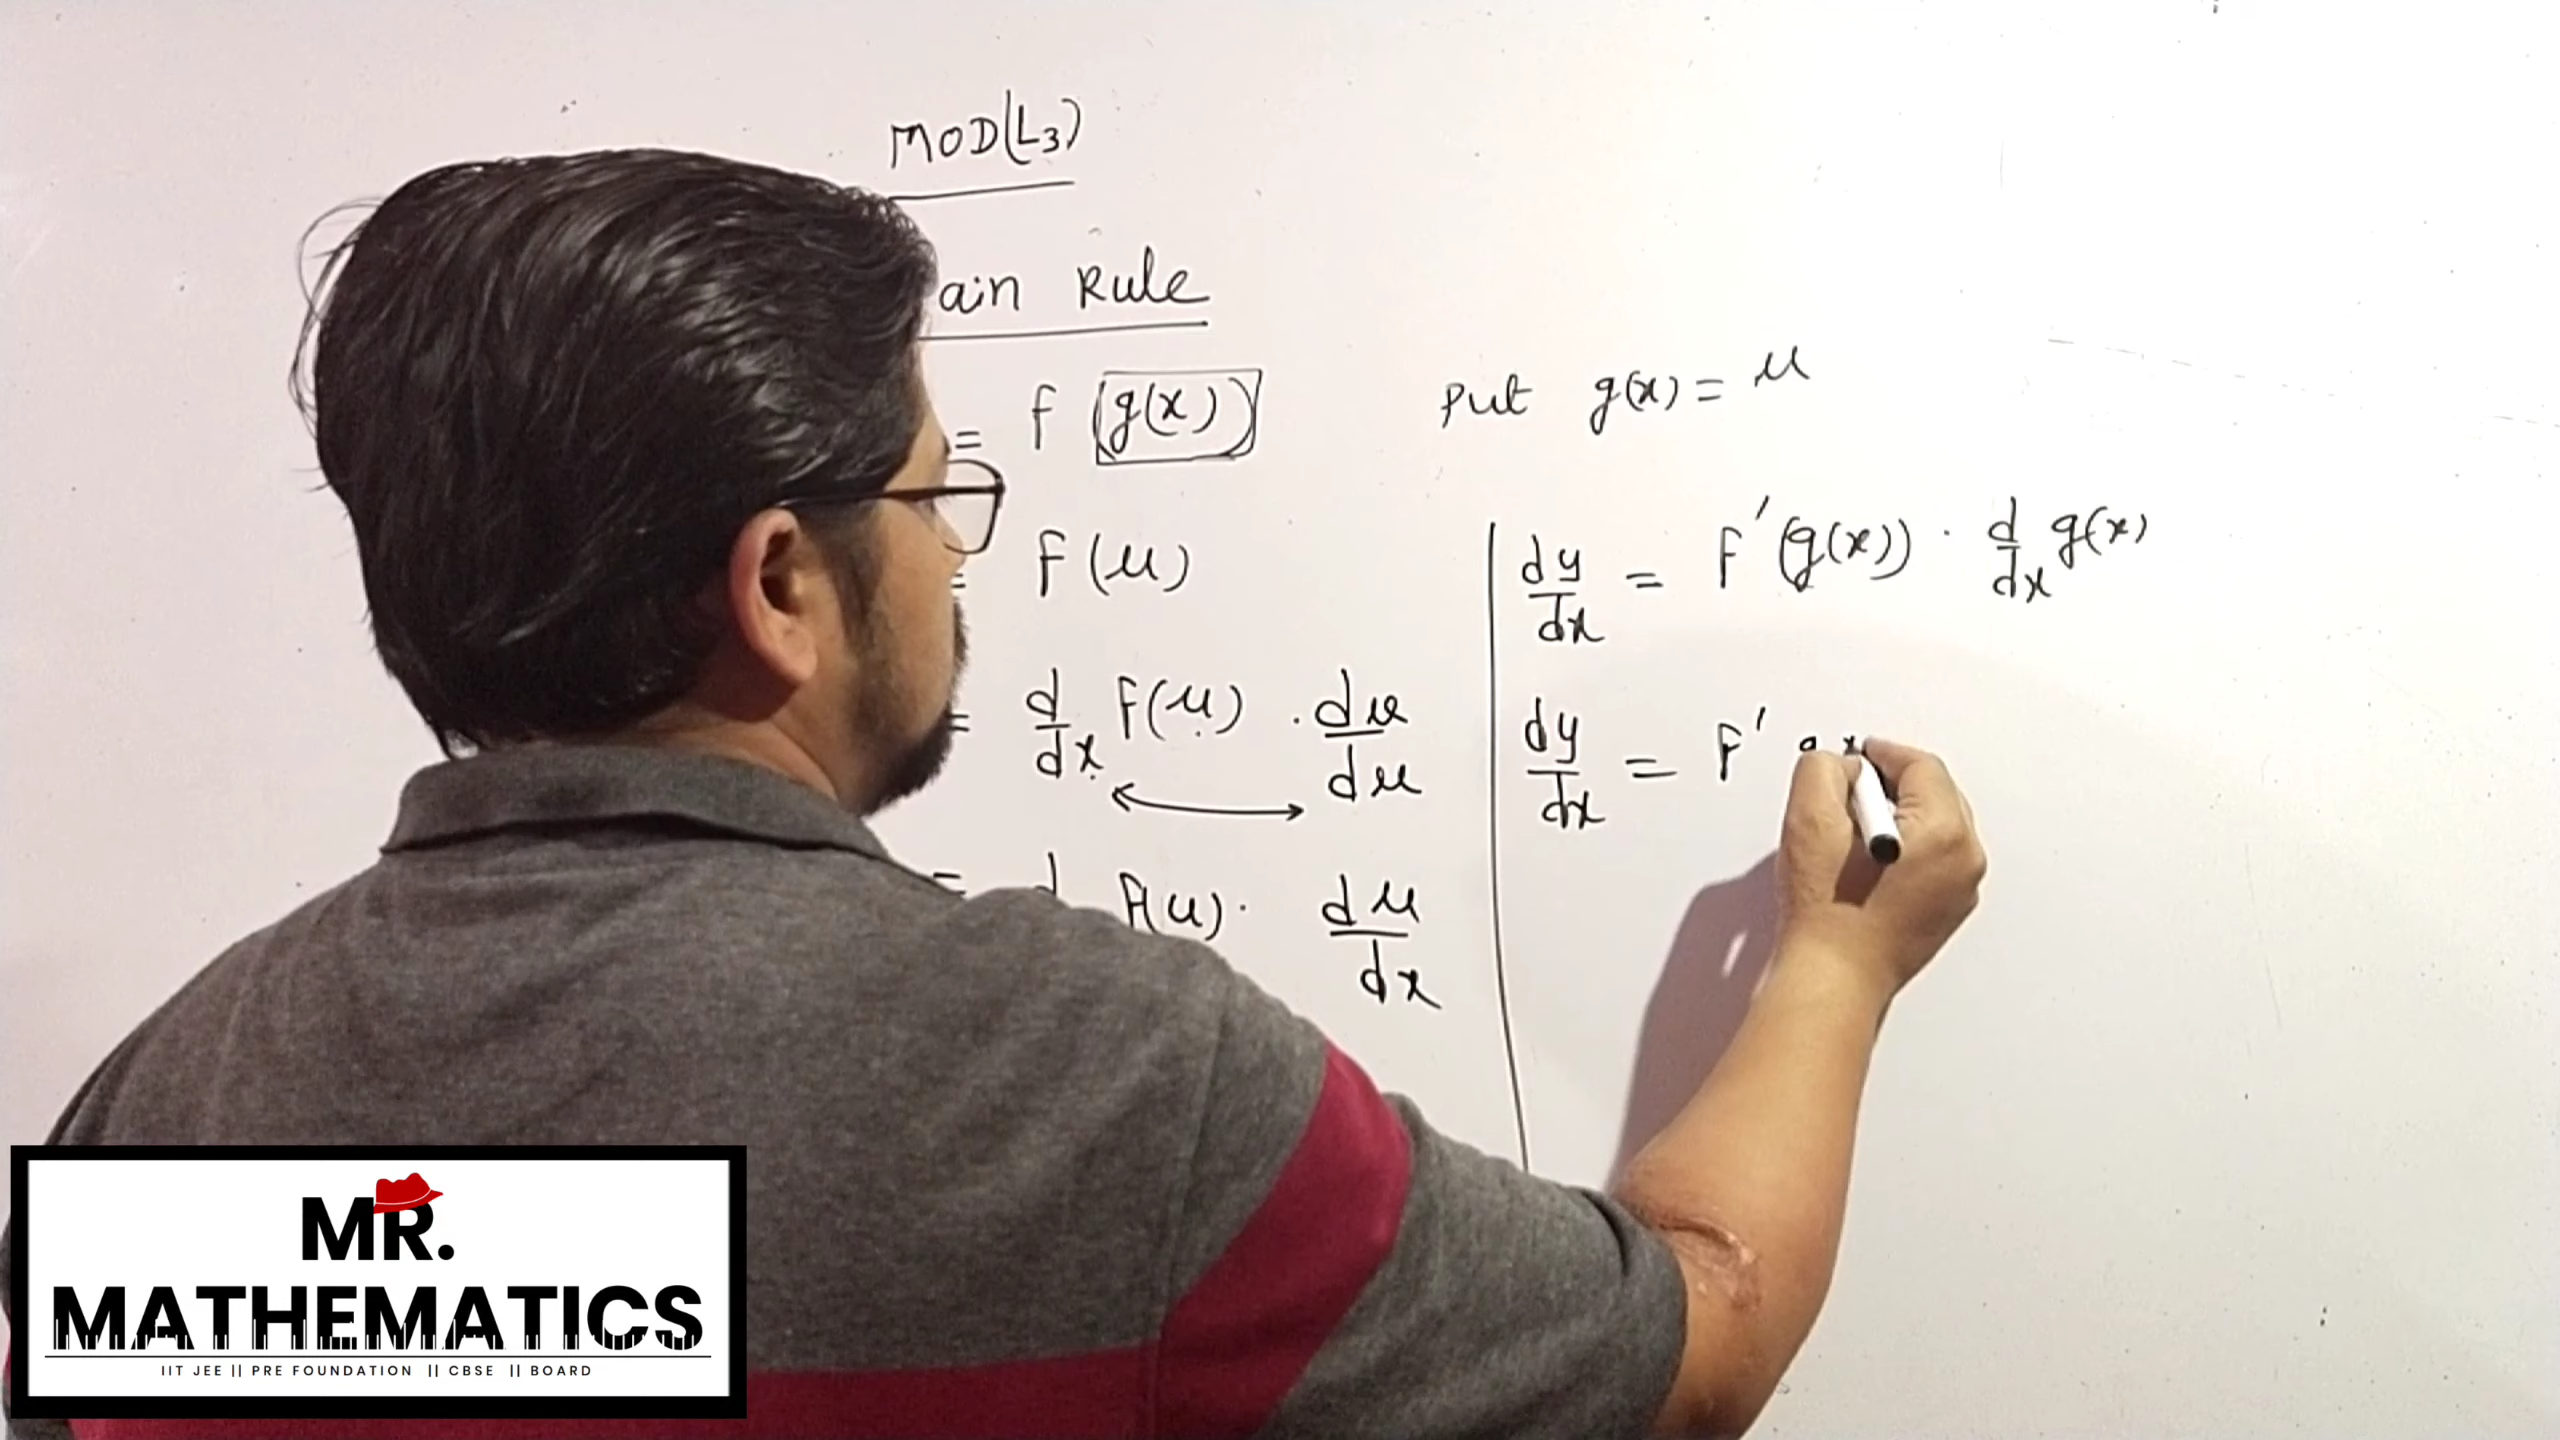 MOD(L3)
ain Rule
= f (g(x))
Put g(x) = u
= f(u)
= d/dx f(u) . du/du
= d f(u) . du/dx
dy/dx = f'(g(x)) . d/dx g(x)
dy/dx = f' g x
MR.
MATHEMATICS
IIT JEE || PRE FOUNDATION || CBSE || BOARD